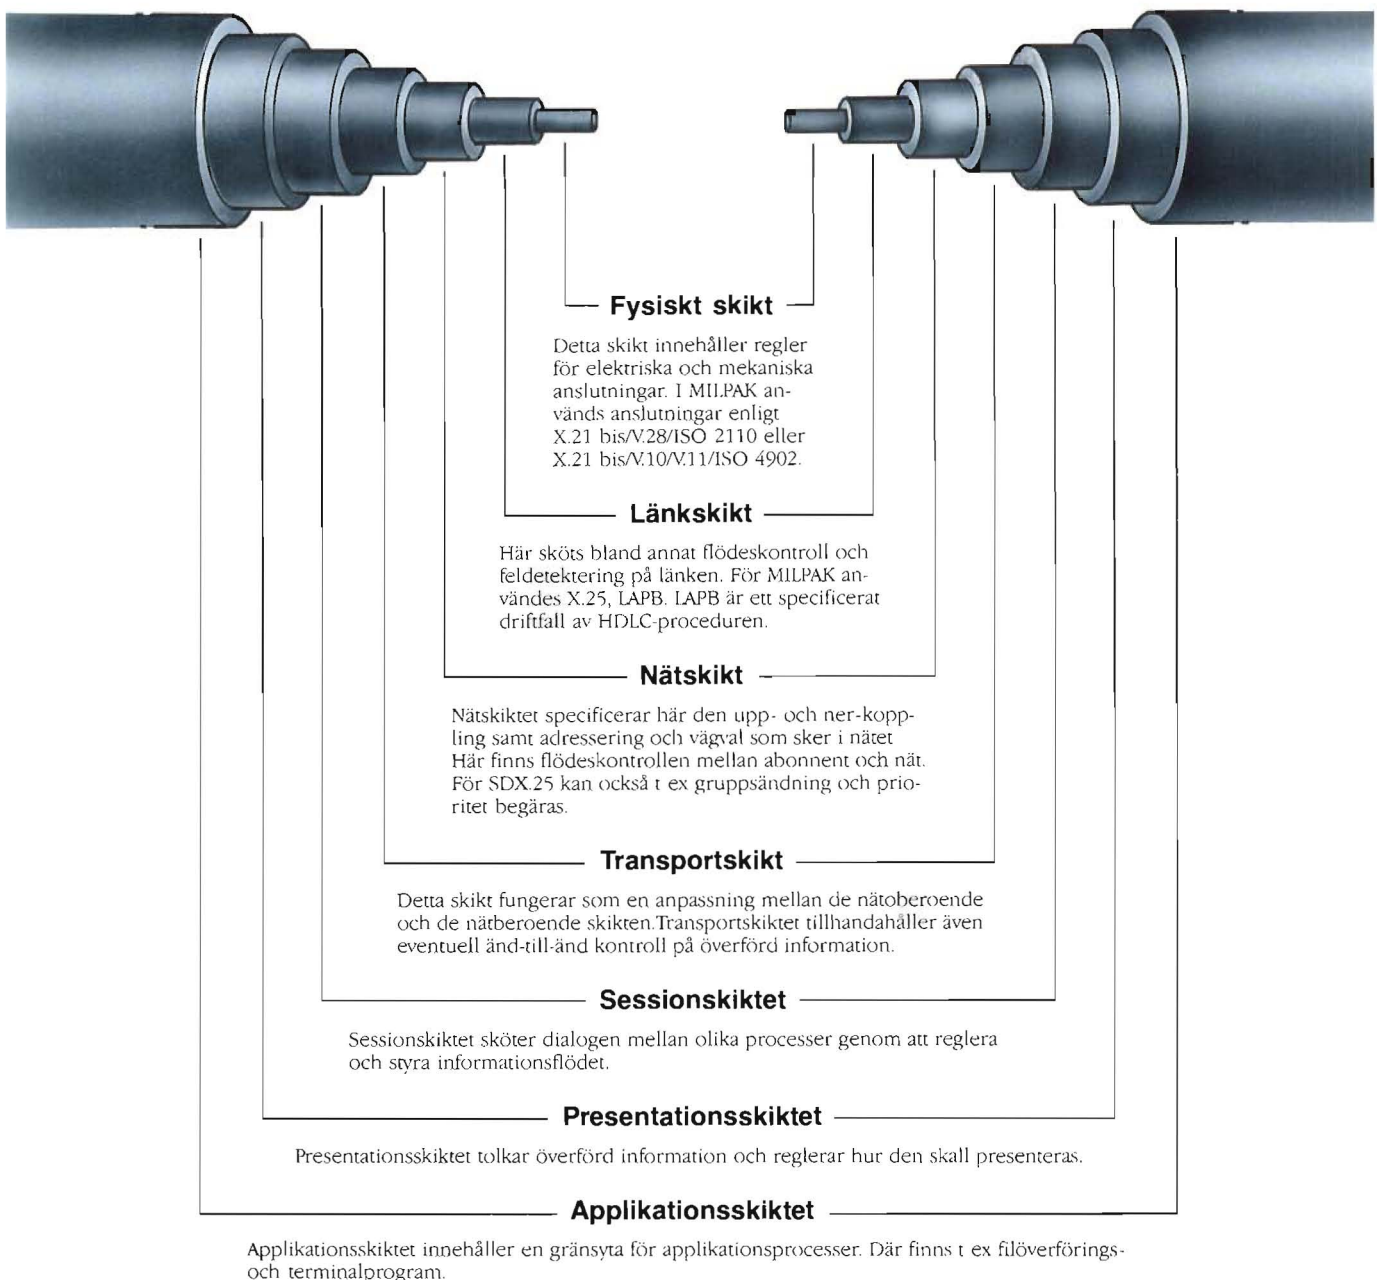 Fysiskt skikt
Detta skikt innehåller regler
för elektriska och mekaniska
anslutningar. I MILPAK an-
vänds anslutningar enligt
X.21 bis/V.28/ISO 2110 eller
X.21 bis/V.10/V.11/ISO 4902.
Länkskikt
Här sköts bland annat flödeskontroll och
feldetektering på länken. För MILPAK an-
vändes X.25, LAPB. LAPB är ett specificerat
driftfall av HDLC-proceduren.
Nätskikt
Nätskiktet specificerar här den upp- och ner-kopp-
ling samt adressering och vägval som sker i nätet
Här finns flödeskontrollen mellan abonnent och nät.
För SDX.25 kan också t ex gruppsändning och prio-
ritet begäras.
Transportskikt
Detta skikt fungerar som en anpassning mellan de nätoberoende
och de nätberoende skikten.Transportskiktet tillhandahåller även
eventuell änd-till-änd kontroll på överförd information.
Sessionskiktet
Sessionskiktet sköter dialogen mellan olika processer genom att reglera
och styra informationsflödet.
Presentationsskiktet
Presentationsskiktet tolkar överförd information och reglerar hur den skall presenteras.
Applikationsskiktet
Applikationsskiktet innehåller en gränsyta för applikationsprocesser. Där finns t ex filöverförings-
och terminalprogram.